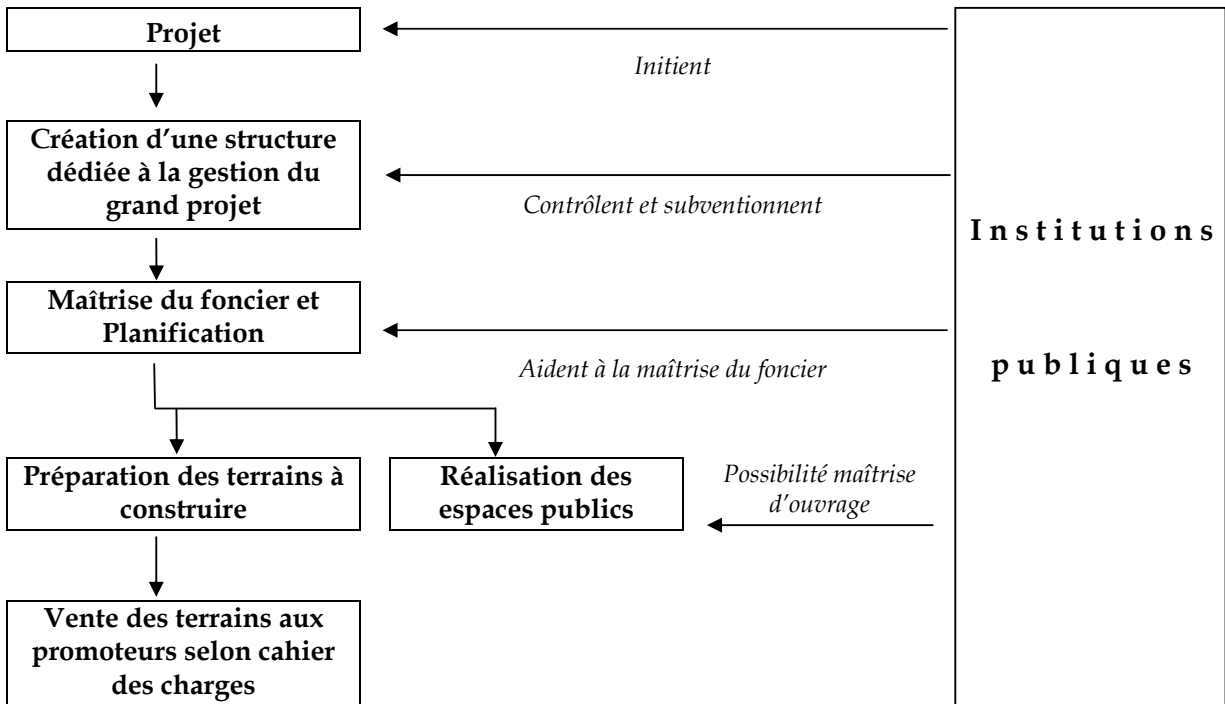 Projet
Initient
Création d'une structure
dédiée à la gestion du
grand projet
Contrôlent et subventionnent
Institutions
Maîtrise du foncier et
Planification
Aident à la maîtrise du foncier
publiques
Préparation des terrains à
construire
Réalisation des
espaces publics
Possibilité maîtrise
d'ouvrage
Vente des terrains aux
promoteurs selon cahier
des charges